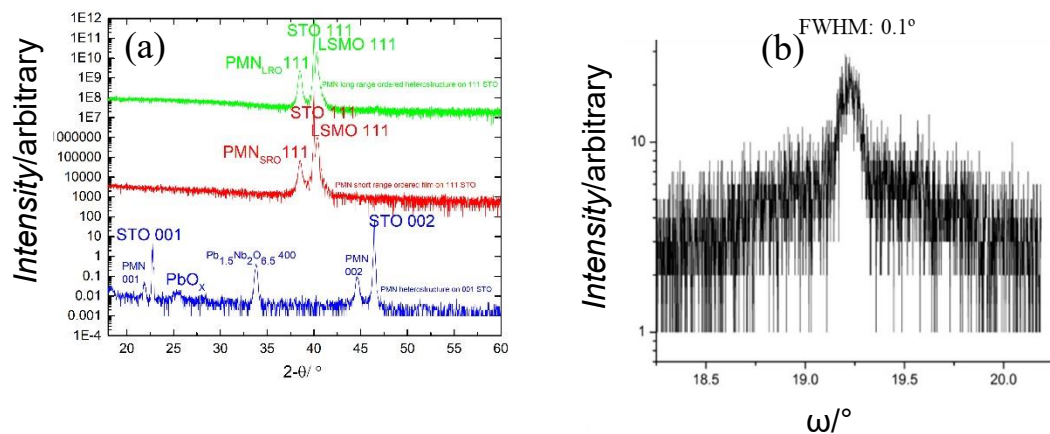 (a)
STO 111
LSMO 111
PMN_LRO 111
PMN long range ordered heterostructure on 111 STO
STO 111
LSMO 111
PMN_SRO 111
PMN short range ordered film on 111 STO
STO 002
STO 001
Pb1.5Nb2O6.5 400
PMN
001
PbOx
PMN
002
PMN heterostructure on 001 STO
Intensity/arbitrary
1E12
1E11
1E10
1E9
1E8
1E7
1000000
100000
10000
1000
100
10
1
0.1
0.01
0.001
1E-4
20 25 30 35 40 45 50 55 60
2-θ/ °
FWHM: 0.1º
(b)
Intensity/arbitrary
10
1
18.5 19.0 19.5 20.0
ω/°